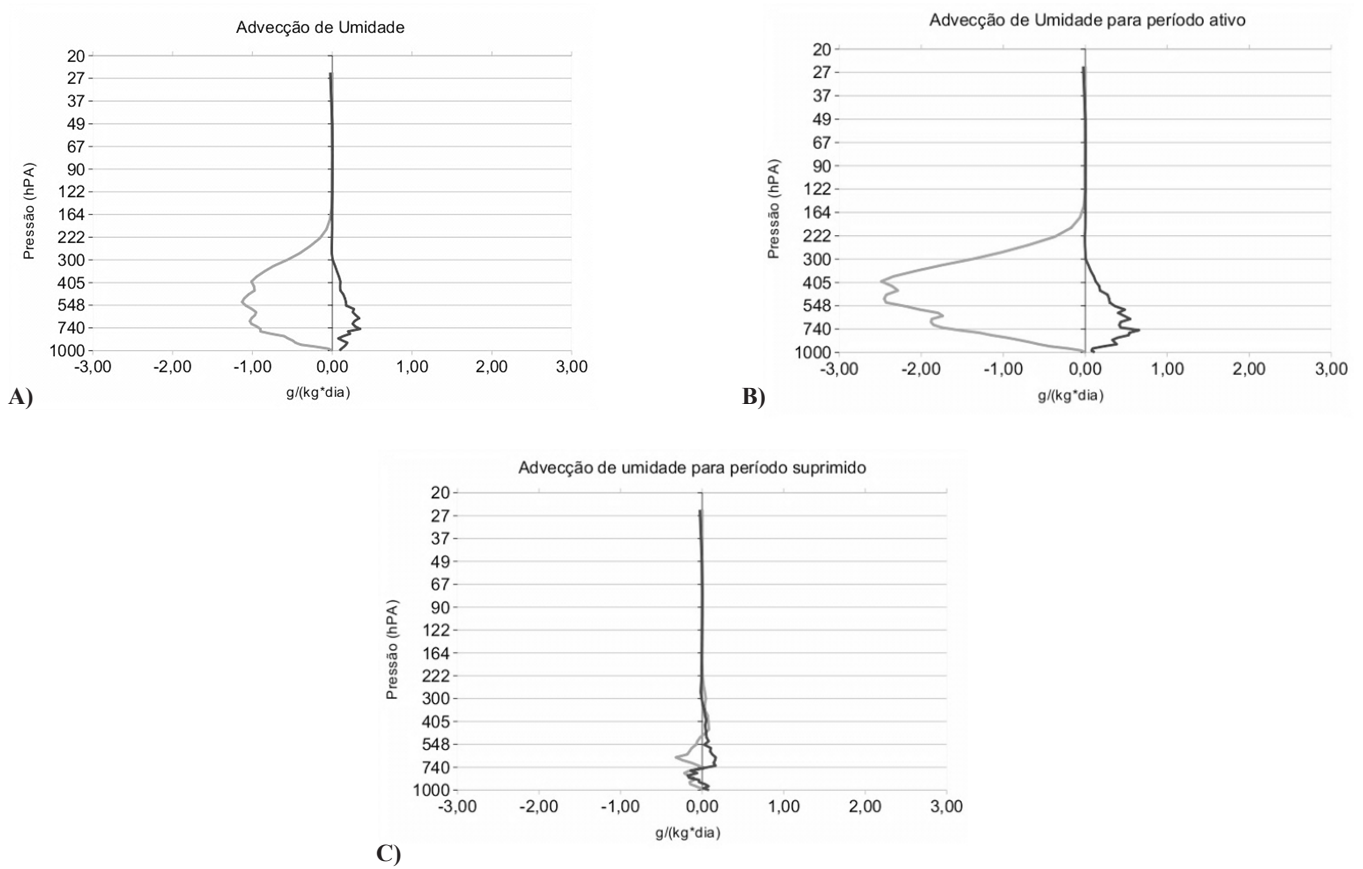 Advecção de Umidade
20
27
37
49
67
90
122
164
222
300
405
548
740
1000
Pressão (hPA)
-3,00 -2,00 -1,00 0,00 1,00 2,00 3,00
g/(kg*dia)
A)
Advecção de Umidade para período ativo
20
27
37
49
67
90
122
164
222
300
405
548
740
1000
Pressão (hPA)
-3,00 -2,00 -1,00 0,00 1,00 2,00 3,00
g/(kg*dia)
B)
Advecção de umidade para período suprimido
20
27
37
49
67
90
122
164
222
300
405
548
740
1000
Pressão (hPA)
-3,00 -2,00 -1,00 0,00 1,00 2,00 3,00
g/(kg*dia)
C)